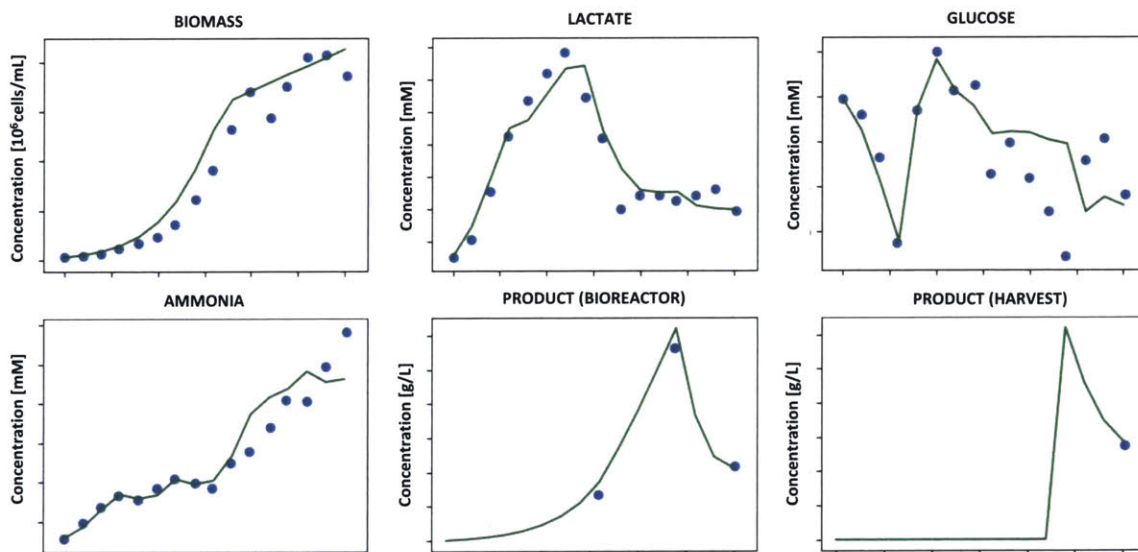 BIOMASS
Concentration [10⁶cells/mL]
LACTATE
Concentration [mM]
GLUCOSE
Concentration [mM]
AMMONIA
Concentration [mM]
PRODUCT (BIOREACTOR)
Concentration [g/L]
PRODUCT (HARVEST)
Concentration [g/L]